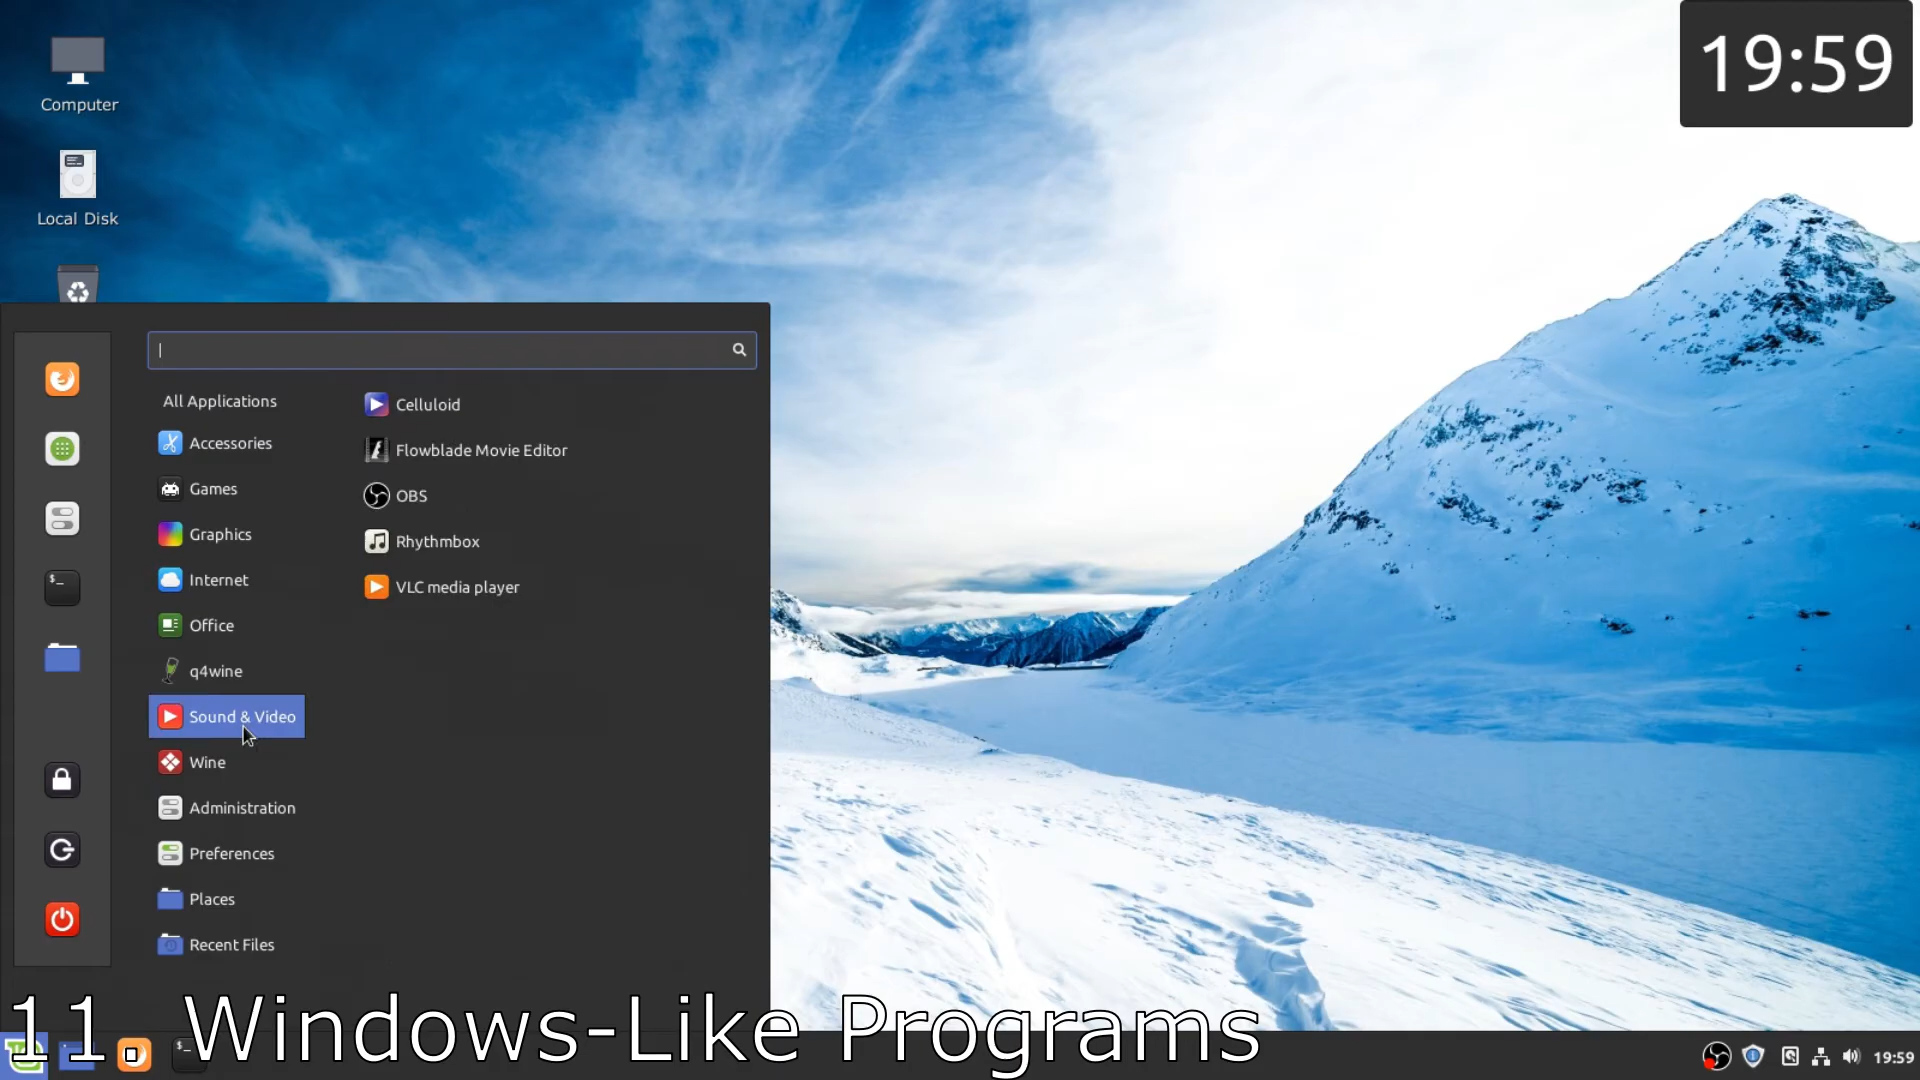 Computer
Local Disk
19:59
All Applications
Accessories
Games
Graphics
Internet
Office
q4wine
Sound & Video
Wine
Administration
Preferences
Places
Recent Files
Celluloid
Flowblade Movie Editor
OBS
Rhythmbox
VLC media player
11. Windows-Like Programs
19:59